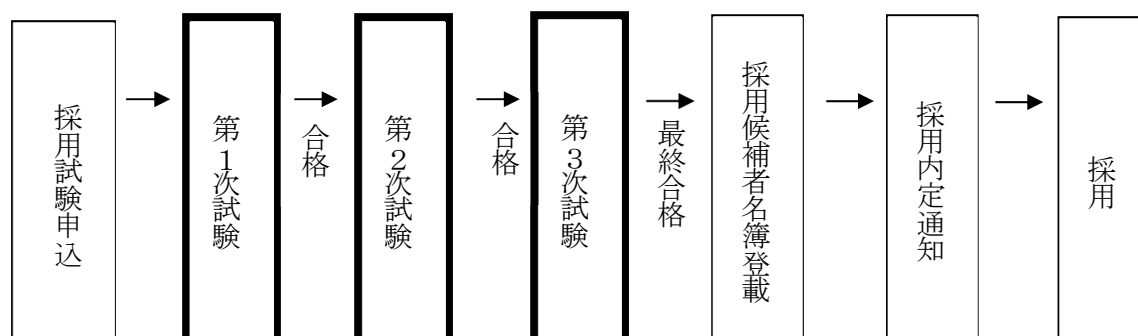 採用試験申込
第１次試験
合格
第２次試験
合格
第３次試験
最終合格
採用候補者名簿登載
採用内定通知
採用